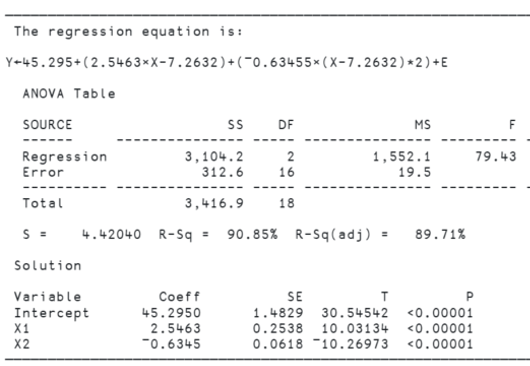 The regression equation is:
Y←45.295+(2.5463×X-7.2632)+(¯0.63455×(X-7.2632)*2)+E
ANOVA Table
SOURCE SS DF MS F
Regression 3,104.2 2 1,552.1 79.43
Error 312.6 16 19.5
Total 3,416.9 18
S = 4.42040 R-Sq = 90.85% R-Sq(adj) = 89.71%
Solution
Variable Coeff SE T P
Intercept 45.2950 1.4829 30.54542 <0.00001
X1 2.5463 0.2538 10.03134 <0.00001
X2 ¯0.6345 0.0618 ¯10.26973 <0.00001